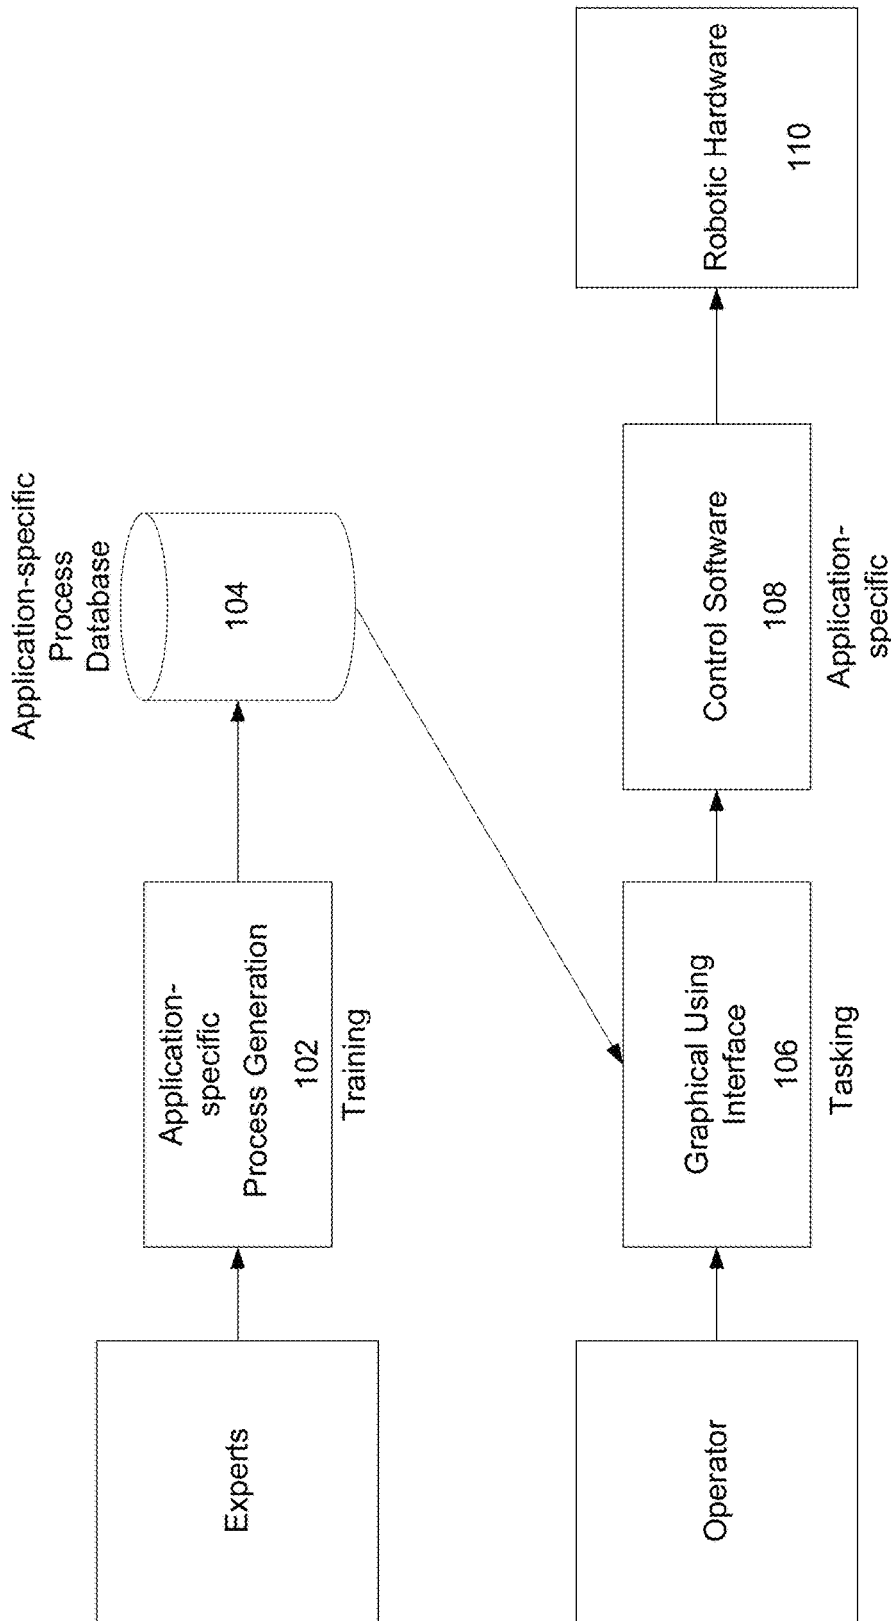 Experts
Application-
specific
Process Generation
102
Training
Application-specific
Process
Database
104
Operator
Graphical Using
Interface
106
Tasking
Control Software
108
Application-
specific
Robotic Hardware
110